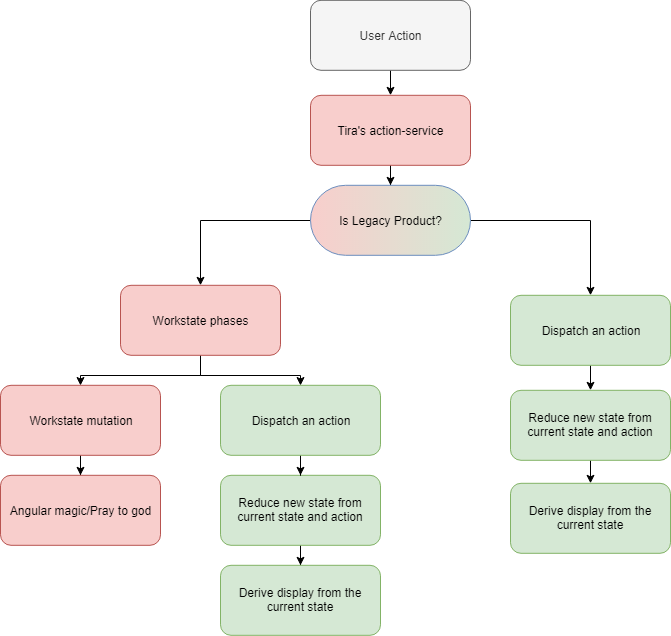 User Action
Tira's action-service
Is Legacy Product?
Workstate phases
Workstate mutation
Angular magic/Pray to god
Dispatch an action
Reduce new state from
current state and action
Derive display from the
current state
Dispatch an action
Reduce new state from
current state and action
Derive display from the
current state